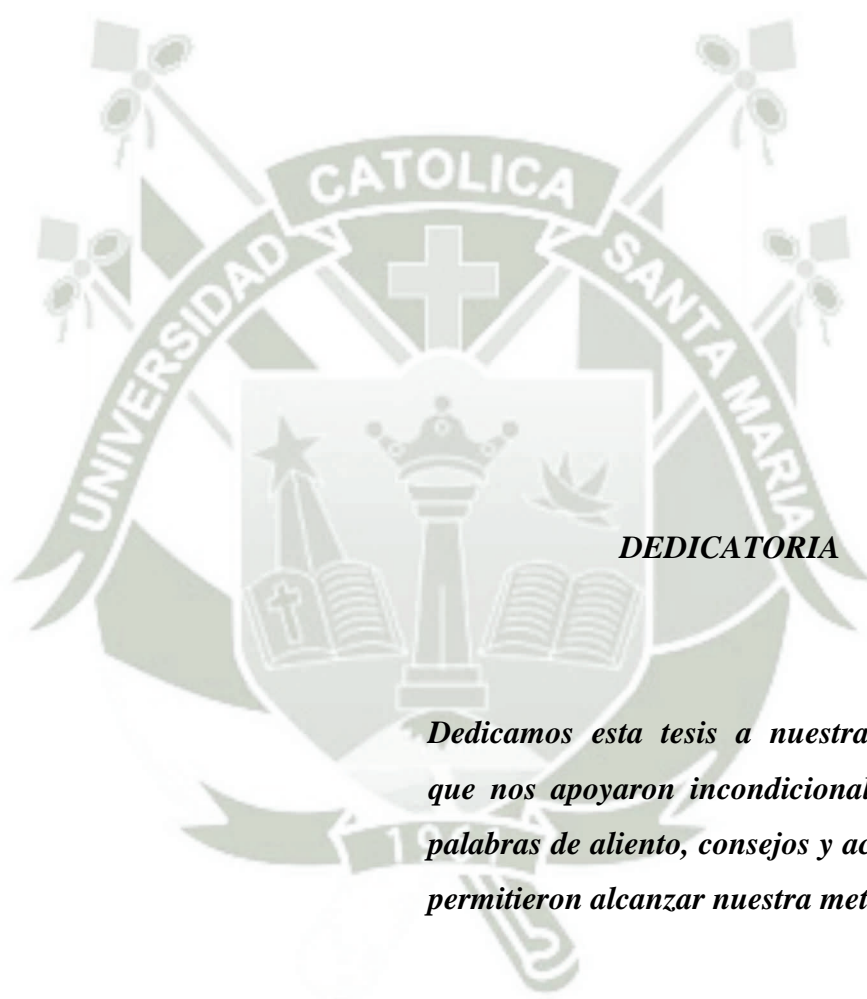 CATOLICA
UNIVERSIDAD
SANTA MARIA
DEDICATORIA
Dedicamos esta tesis a nuestra
que nos apoyaron incondicional
palabras de aliento, consejos y ac
permitieron alcanzar nuestra met